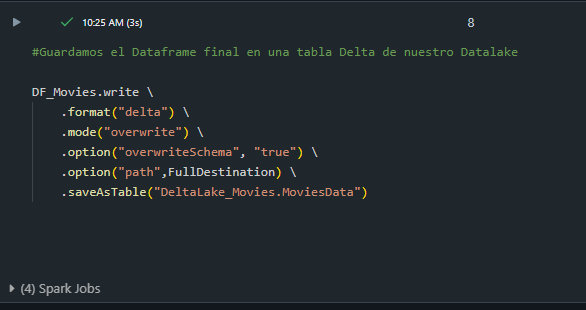 10:25 AM (3s)
8
#Guardamos el Dataframe final en una tabla Delta de nuestro Datalake
DF_Movies.write \
.format("delta") \
.mode("overwrite") \
.option("overwriteSchema", "true") \
.option("path",FullDestination) \
.saveAsTable("DeltaLake_Movies.MoviesData")
(4) Spark Jobs